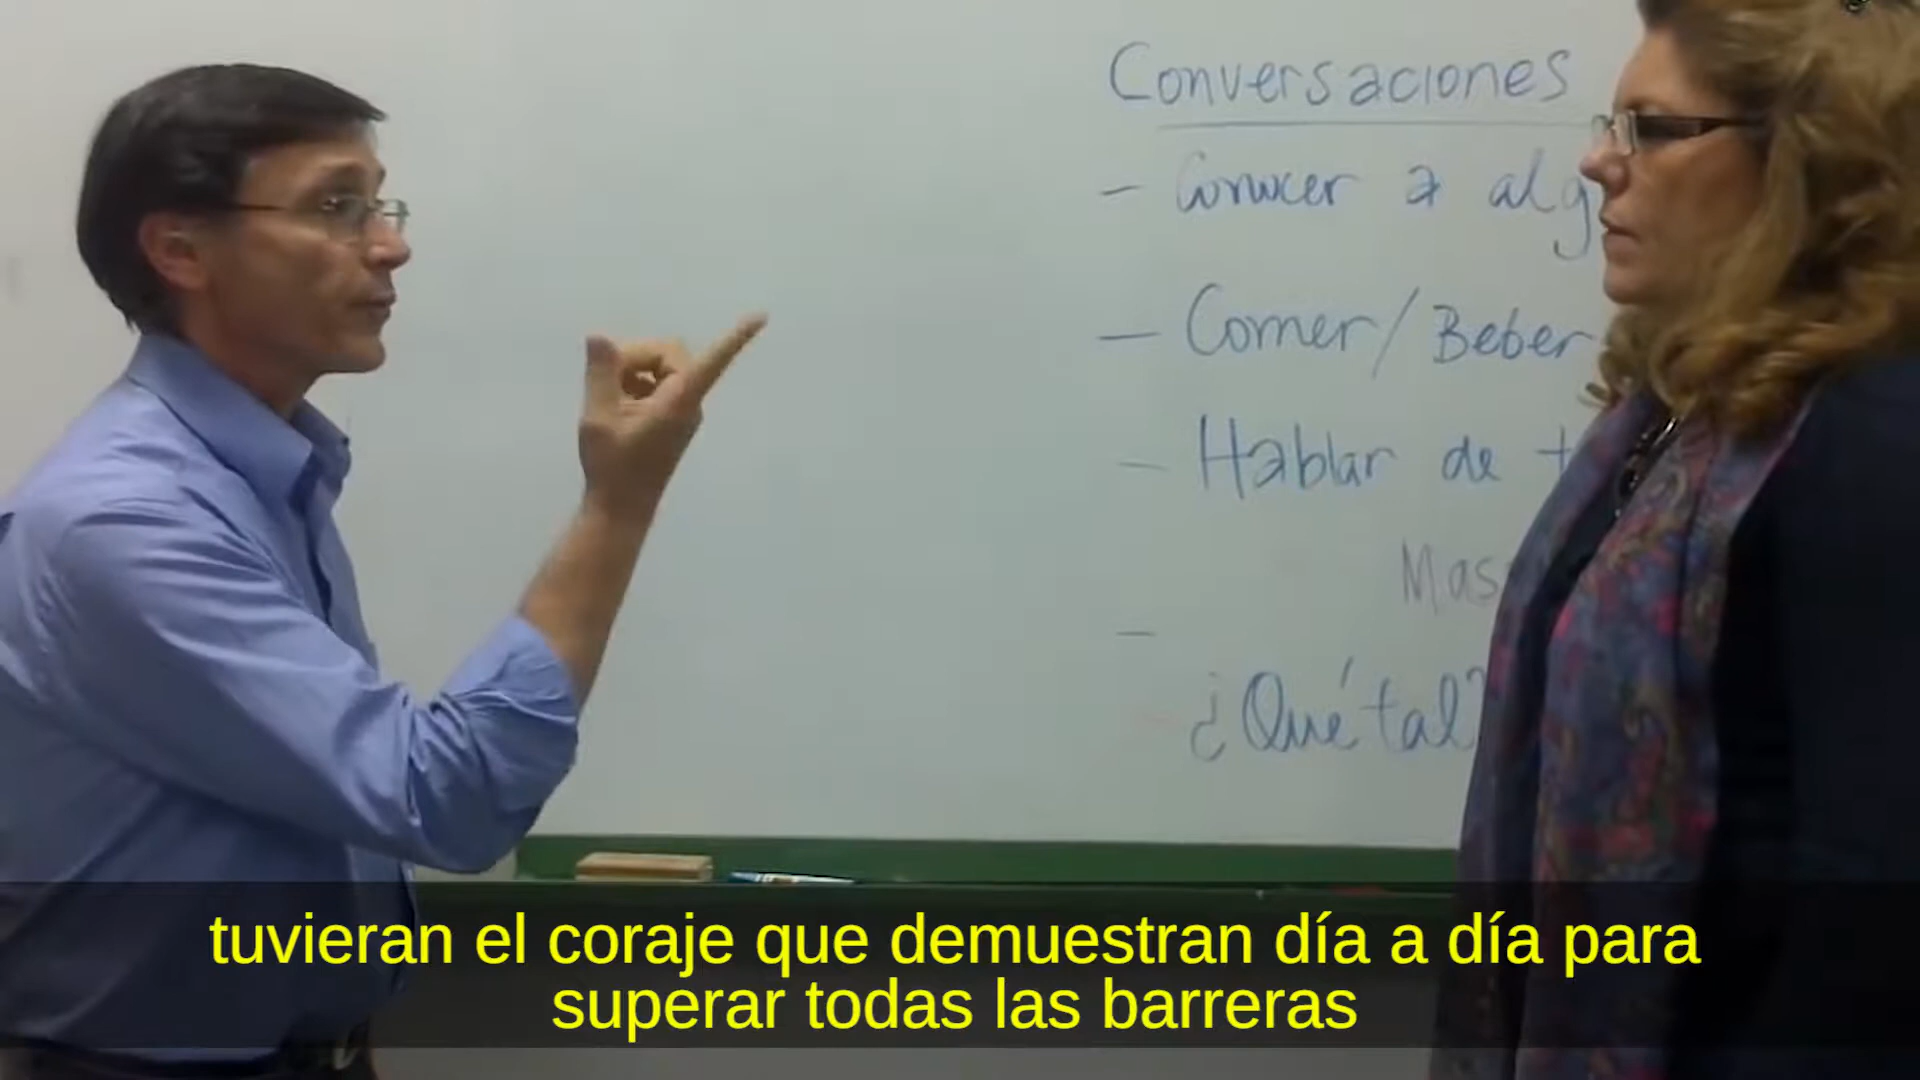 Conversaciones
- Conocer a alg
- Comer/Beber
- Hablar de t
Mas
-
¿Qué tal?
tuvieran el coraje que demuestran día a día para
superar todas las barreras